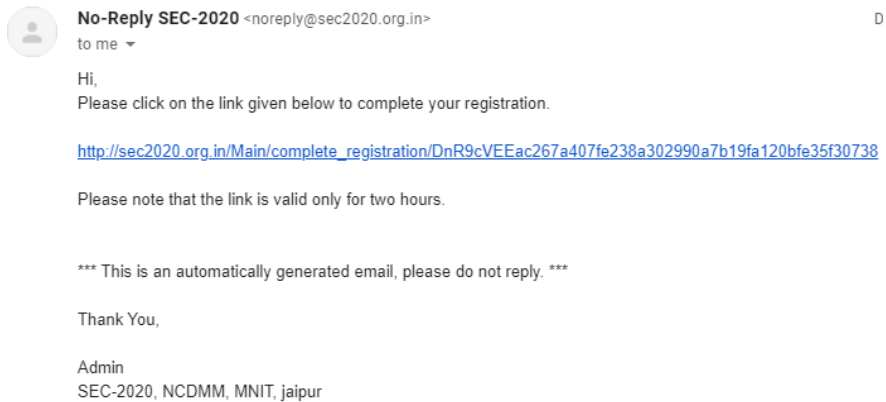 No-Reply SEC-2020 <noreply@sec2020.org.in> D
to me
Hi,
Please click on the link given below to complete your registration.
http://sec2020.org.in/Main/complete_registration/DnR9cVEEac267a407fe238a302990a7b19fa120bfe35f30738
Please note that the link is valid only for two hours.
*** This is an automatically generated email, please do not reply. ***
Thank You,
Admin
SEC-2020, NCDMM, MNIT, jaipur